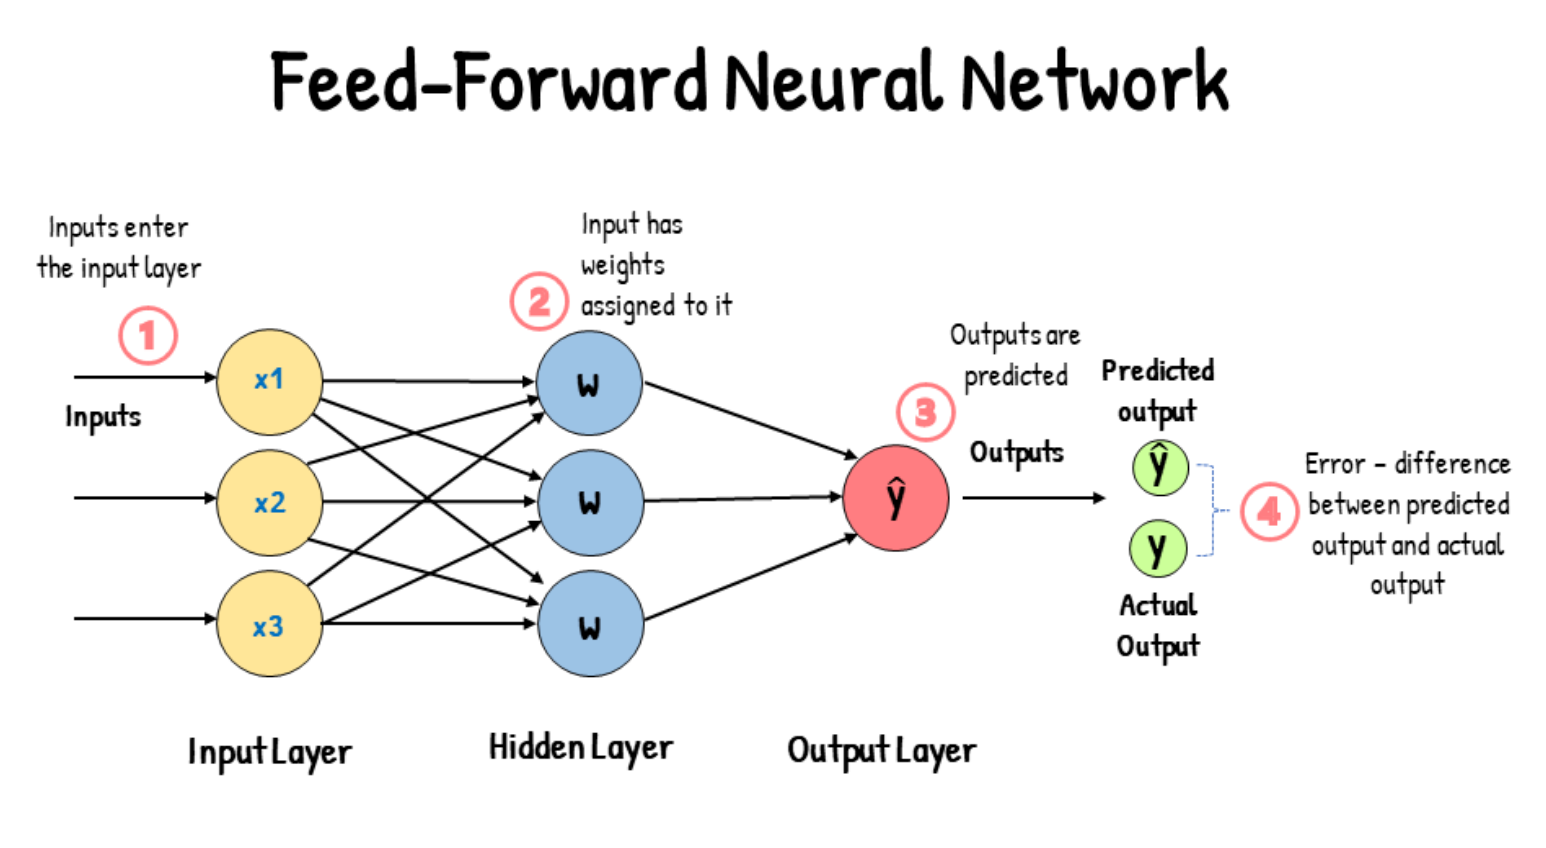 Feed-Forward Neural Network
Inputs enter
the input layer
1
Inputs
x1
x2
x3
Input Layer
Input has
weights
assigned to it
2
w
w
w
Hidden Layer
Outputs are
predicted
3
ŷ
Output Layer
Outputs
Predicted
output
ŷ
y
Actual
Output
4
Error - difference
between predicted
output and actual
output